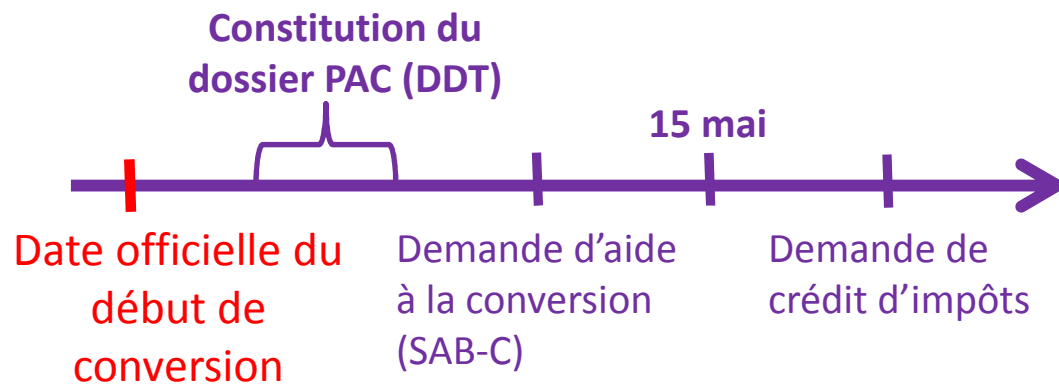 Constitution du
dossier PAC (DDT)
15 mai
Date officielle du
début de
conversion
Demande d'aide
à la conversion
(SAB-C)
Demande de
crédit d'impôts